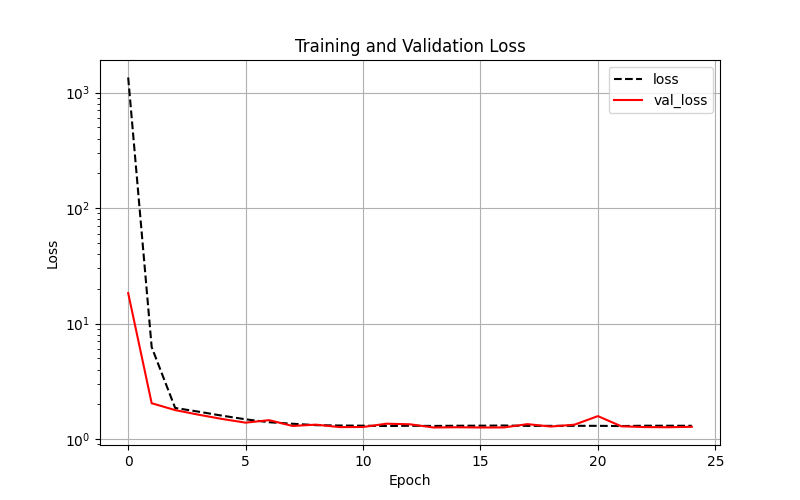 Training and Validation Loss
loss
val_loss
Loss
10³
10²
10¹
10⁰
0 5 10 15 20 25
Epoch